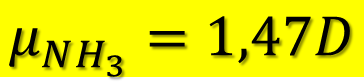 μ_{NH_3} = 1,47D